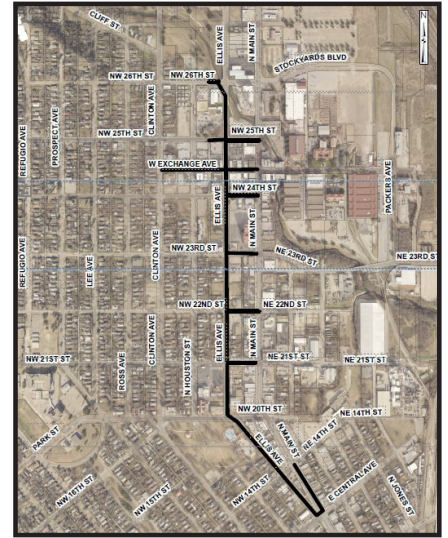 CLIFF ST
ELLIS AVE
N MAIN ST
STOCKYARDS BLVD
NW 26TH ST
NW 26TH ST
REFUGIO AVE
PROSPECT AVE
CLINTON AVE
NW 25TH ST
NW 25TH ST
W EXCHANGE AVE
NW 24TH ST
PACKERS AVE
ELLIS AVE
N MAIN ST
NW 23RD ST
NE 23RD ST
NE 23RD ST
REFUGIO AVE
LEE AVE
CLINTON AVE
NW 22ND ST
NE 22ND ST
NW 21ST ST
ROSS AVE
CLINTON AVE
N HOUSTON ST
ELLIS AVE
N MAIN ST
NE 21ST ST
NE 21ST ST
NW 20TH ST
NE 14TH ST
PARK ST
ELLIS AVE
N MAIN ST
NE 14TH ST
E CENTRAL AVE
N JONES ST
NW 16TH ST
NW 15TH ST
NW 14TH ST